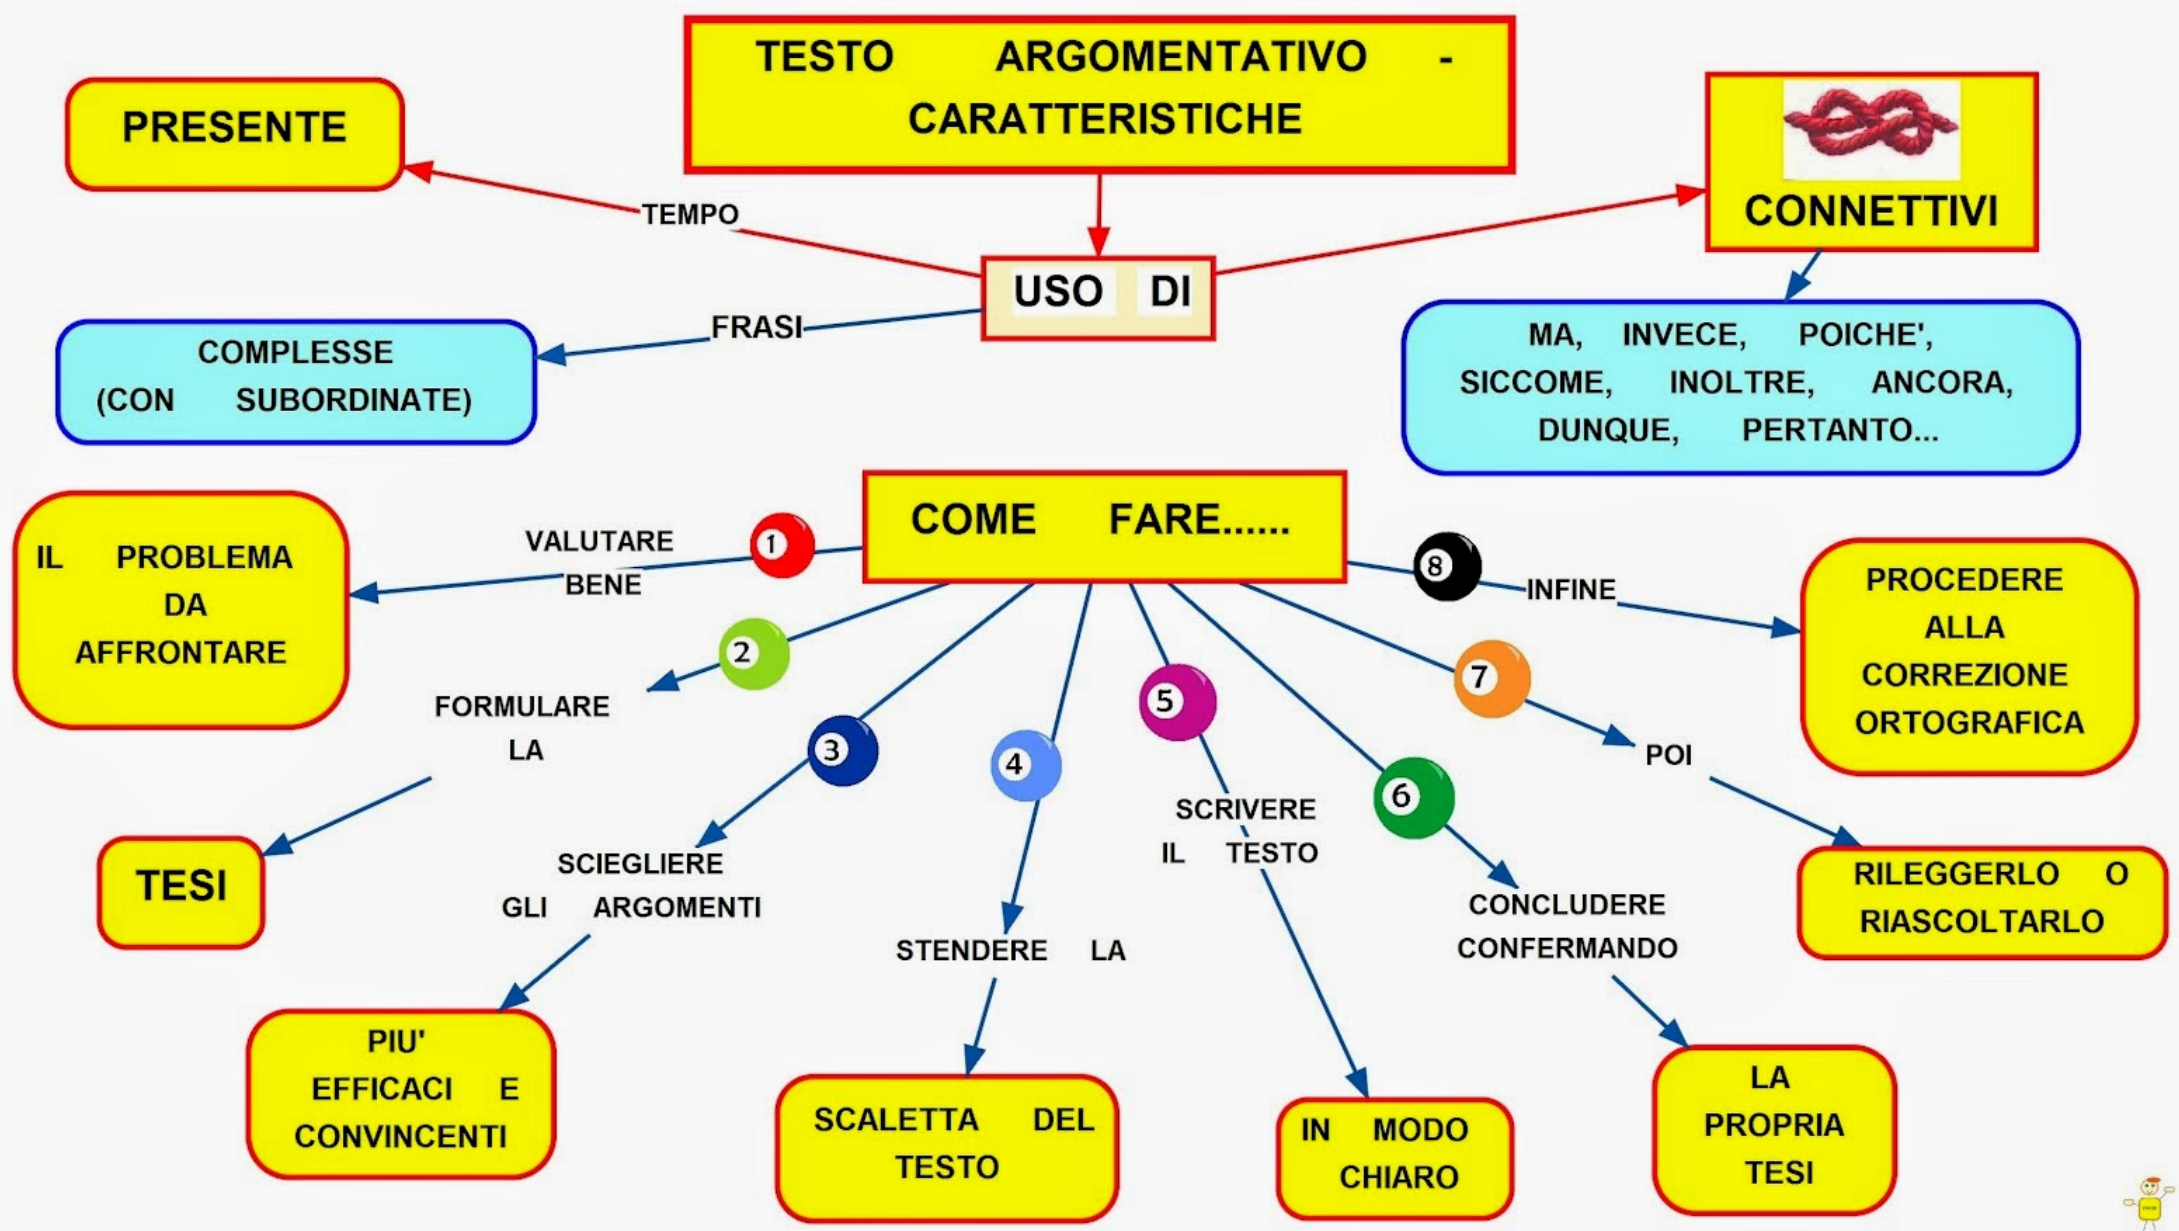 TESTO ARGOMENTATIVO -
CARATTERISTICHE
PRESENTE
CONNETTIVI
TEMPO
USO DI
FRASI
COMPLESSE
(CON SUBORDINATE)
MA, INVECE, POICHE',
SICCOME, INOLTRE, ANCORA,
DUNQUE, PERTANTO...
COME FARE......
1
VALUTARE
BENE
IL PROBLEMA
DA
AFFRONTARE
2
FORMULARE
LA
TESI
3
SCIEGLIERE
GLI ARGOMENTI
PIU'
EFFICACI E
CONVINCENTI
4
STENDERE LA
SCALETTA DEL
TESTO
5
SCRIVERE
IL TESTO
IN MODO
CHIARO
6
CONCLUDERE
CONFERMANDO
LA
PROPRIA
TESI
7
POI
RILEGGERLO O
RIASCOLTARLO
8
INFINE
PROCEDERE
ALLA
CORREZIONE
ORTOGRAFICA